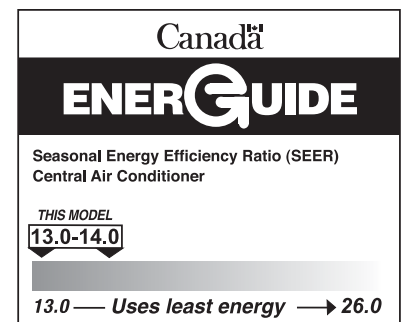 Canada
ENERGUIDE
Seasonal Energy Efficiency Ratio (SEER)
Central Air Conditioner
THIS MODEL
13.0-14.0
13.0 — Uses least energy → 26.0